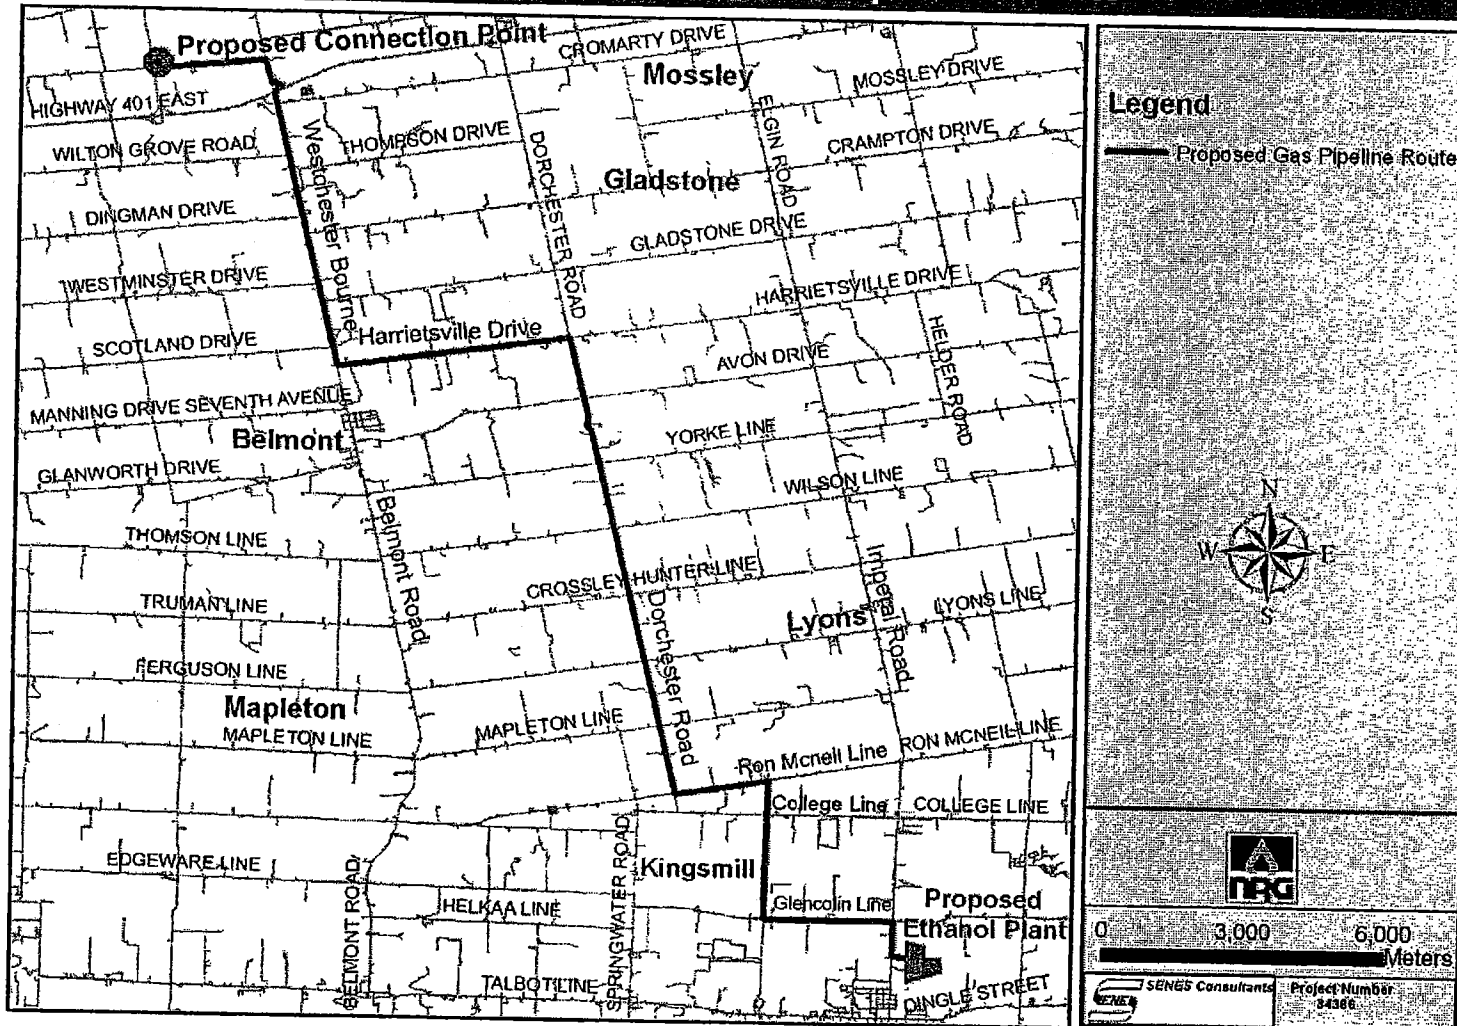 Proposed Connection Point
CROMARTY DRIVE
Mossley
MOSSLEY DRIVE
HIGHWAY 401 EAST
ELGIN ROAD
WILTON GROVE ROAD
Westchester Bourne
THOMPSON DRIVE
DORCHESTER ROAD
CRAMPTON DRIVE
Gladstone
DINGMAN DRIVE
GLADSTONE DRIVE
WESTMINSTER DRIVE
HARRIETSVILLE DRIVE
Harrietsville Drive
SCOTLAND DRIVE
AVON DRIVE
HELDER ROAD
MANNING DRIVE SEVENTH AVENUE
Belmont
YORKE LINE
GLANWORTH DRIVE
WILSON LINE
Belmont Road
THOMSON LINE
CROSSLEY HUNTER LINE
Imperial Road
TRUMAN LINE
Dorchester Road
LYONS LINE
Lyons
FERGUSON LINE
Mapleton
MAPLETON LINE
MAPLETON LINE
Ron Mcneil Line
RON MCNEIL LINE
College Line
COLLEGE LINE
EDGEWARE LINE
BELMONT ROAD
SPRINGWATER ROAD
Kingsmill
HELKAA LINE
Glencolin Line
Proposed
Ethanol Plant
TALBOT LINE
DINGLE STREET
Legend
Proposed Gas Pipeline Route
N
W E
S
NRG
0 3,000 6,000
Meters
SENES Consultants
SENES
Project Number
34386